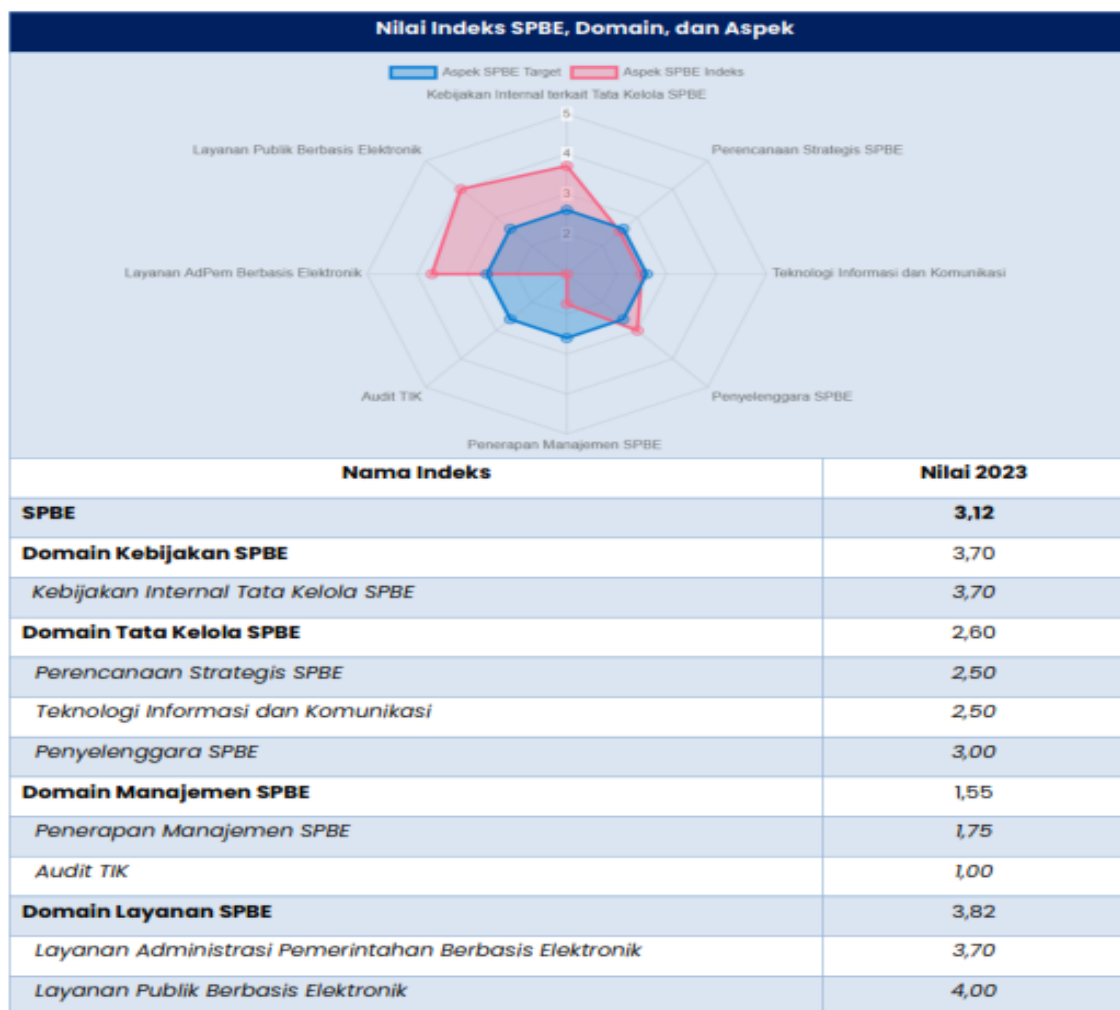 Nilai Indeks SPBE, Domain, dan Aspek
Aspek SPBE Target Aspek SPBE Indeks
Kebijakan Internal terkait Tata Kelola SPBE
5
Layanan Publik Berbasis Elektronik
Perencanaan Strategis SPBE
4
3
2
Layanan AdPem Berbasis Elektronik
Teknologi Informasi dan Komunikasi
Audit TIK
Penyelenggara SPBE
Penerapan Manajemen SPBE
Nama Indeks Nilai 2023
SPBE 3,12
Domain Kebijakan SPBE 3,70
Kebijakan Internal Tata Kelola SPBE 3,70
Domain Tata Kelola SPBE 2,60
Perencanaan Strategis SPBE 2,50
Teknologi Informasi dan Komunikasi 2,50
Penyelenggara SPBE 3,00
Domain Manajemen SPBE 1,55
Penerapan Manajemen SPBE 1,75
Audit TIK 1,00
Domain Layanan SPBE 3,82
Layanan Administrasi Pemerintahan Berbasis Elektronik 3,70
Layanan Publik Berbasis Elektronik 4,00